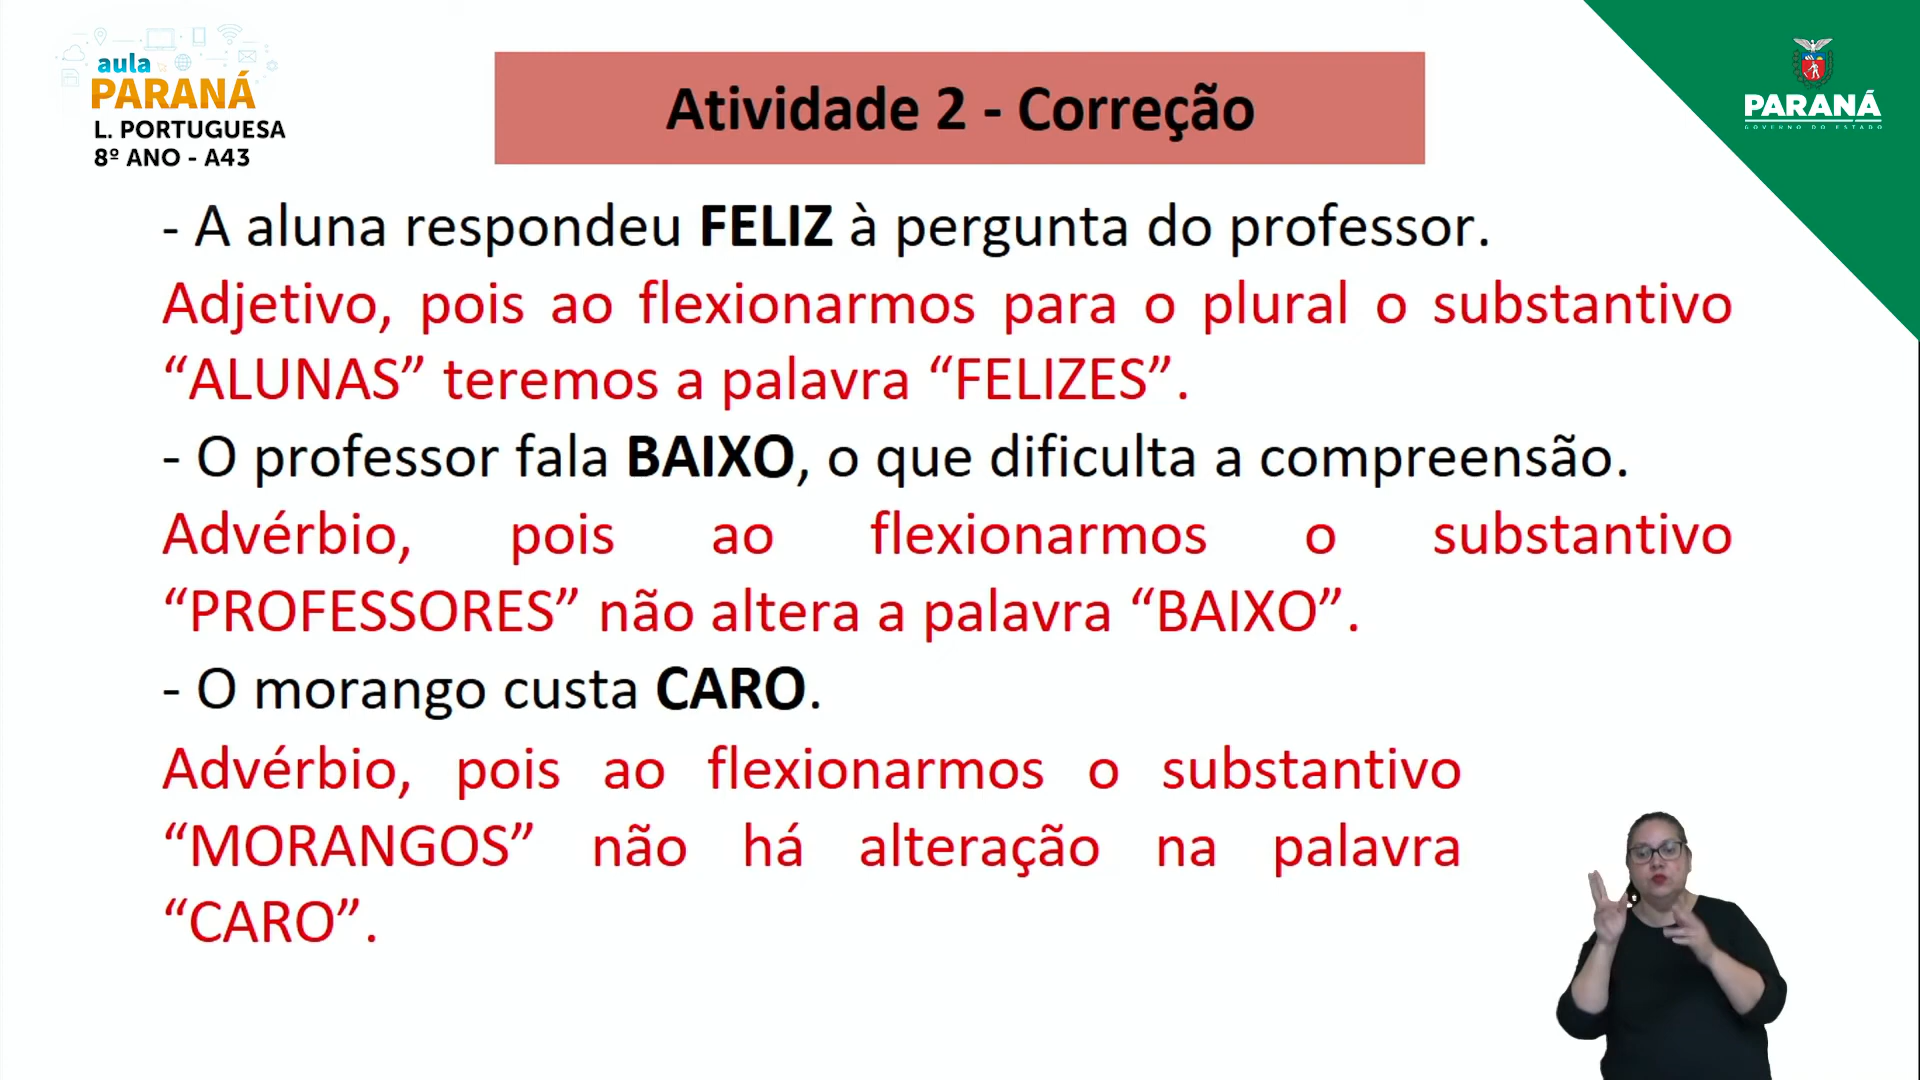 aula
PARANÁ
L. PORTUGUESA
8º ANO - A43
Atividade 2 - Correção
PARANÁ
GOVERNO DO ESTADO
- A aluna respondeu FELIZ à pergunta do professor.
Adjetivo, pois ao flexionarmos para o plural o substantivo
“ALUNAS” teremos a palavra “FELIZES”.
- O professor fala BAIXO, o que dificulta a compreensão.
Advérbio, pois ao flexionarmos o substantivo
“PROFESSORES” não altera a palavra “BAIXO”.
- O morango custa CARO.
Advérbio, pois ao flexionarmos o substantivo
“MORANGOS” não há alteração na palavra
“CARO”.